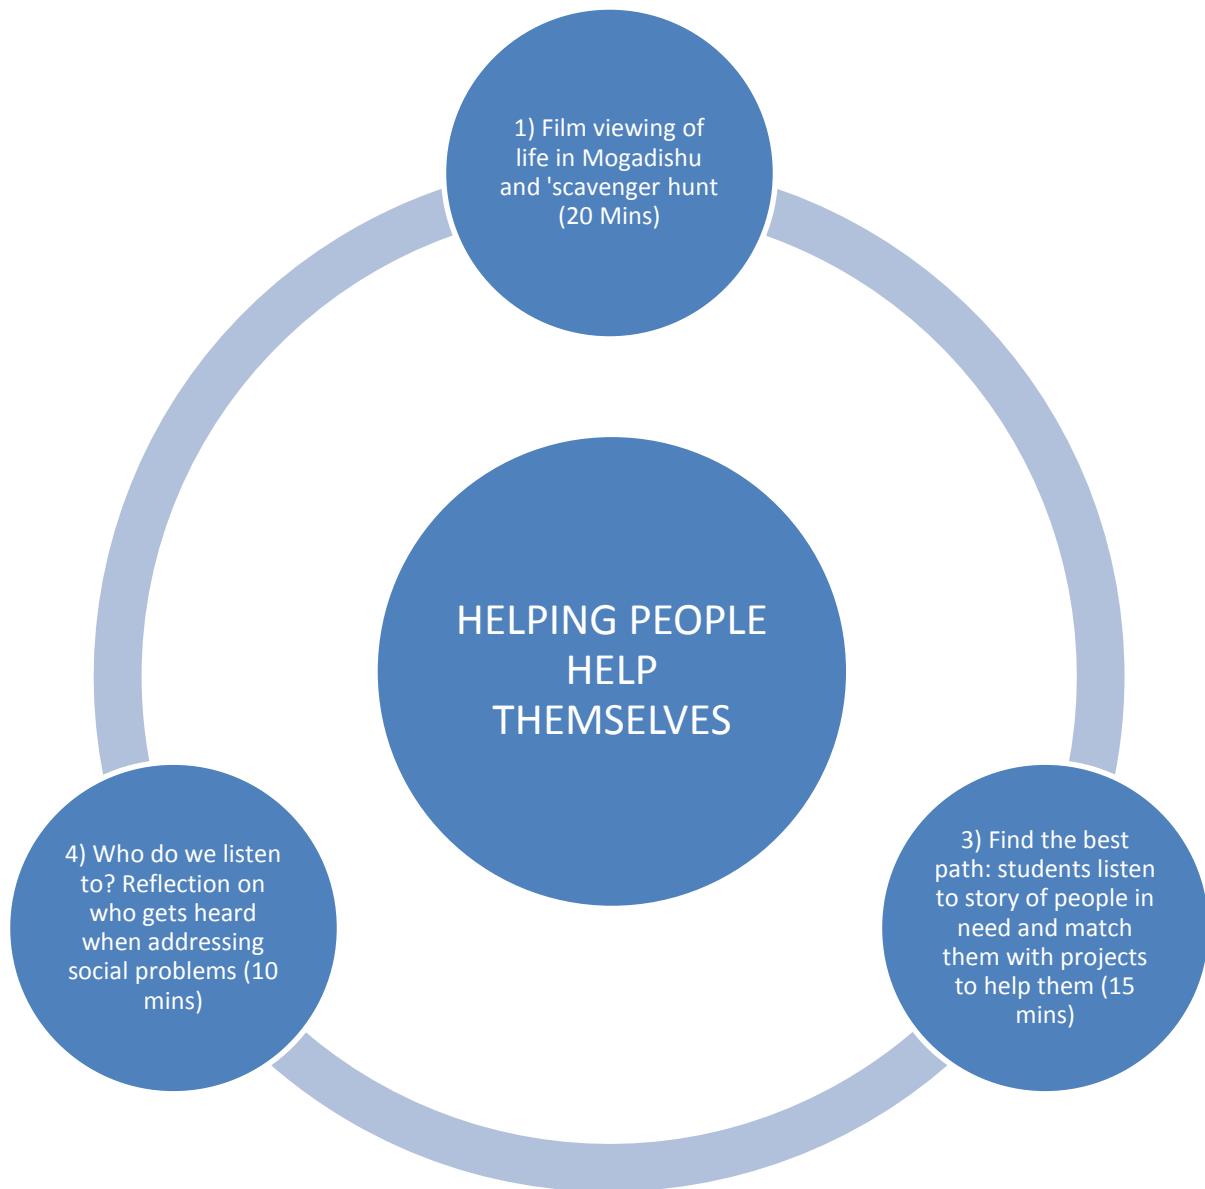 1) Film viewing of
life in Mogadishu
and 'scavenger hunt
(20 Mins)
HELPING PEOPLE
HELP
THEMSELVES
3) Find the best
path: students listen
to story of people in
need and match
them with projects
to help them (15
mins)
4) Who do we listen
to? Reflection on
who gets heard
when addressing
social problems (10
mins)